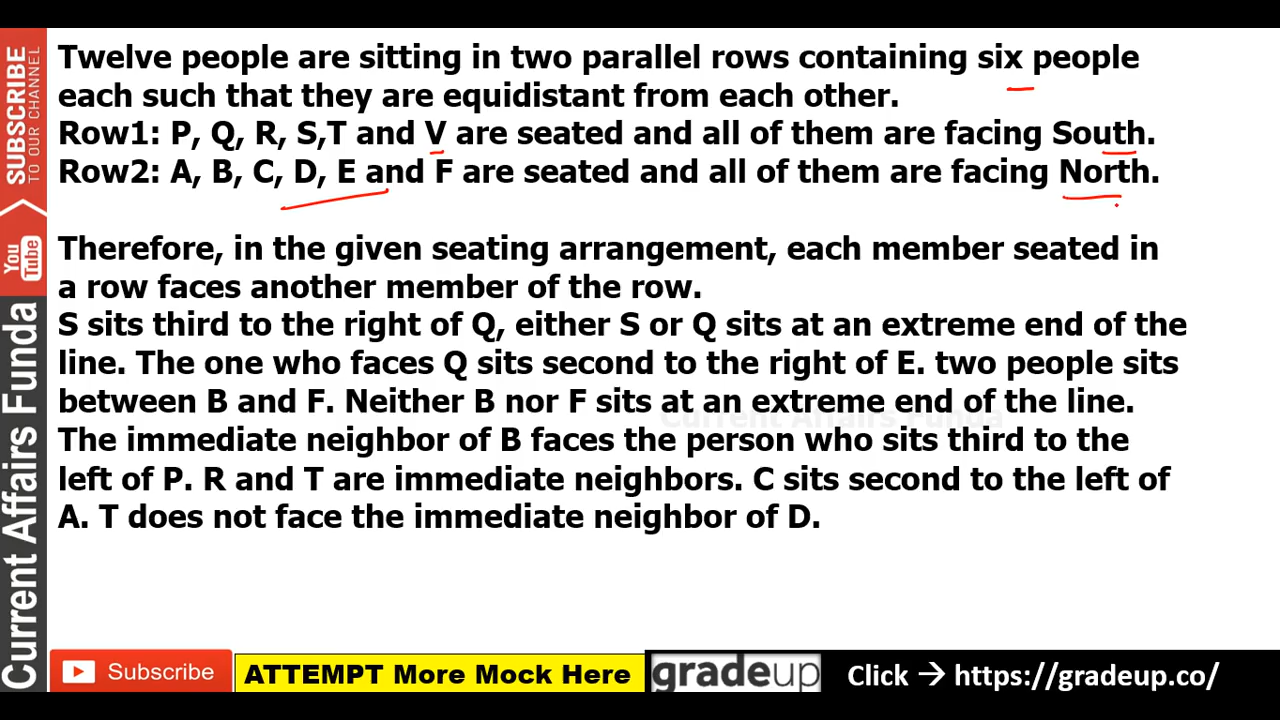 Twelve people are sitting in two parallel rows containing six people
each such that they are equidistant from each other.
Row1: P, Q, R, S,T and V are seated and all of them are facing South.
Row2: A, B, C, D, E and F are seated and all of them are facing North.
Therefore, in the given seating arrangement, each member seated in
a row faces another member of the row.
S sits third to the right of Q, either S or Q sits at an extreme end of the
line. The one who faces Q sits second to the right of E. two people sits
between B and F. Neither B nor F sits at an extreme end of the line.
The immediate neighbor of B faces the person who sits third to the
left of P. R and T are immediate neighbors. C sits second to the left of
A. T does not face the immediate neighbor of D.
Current Affairs Funda
SUBSCRIBE
TO OUR CHANNEL
You
Tube
Current Affairs Funda
Subscribe
ATTEMPT More Mock Here
gradeup
Click → https://gradeup.co/